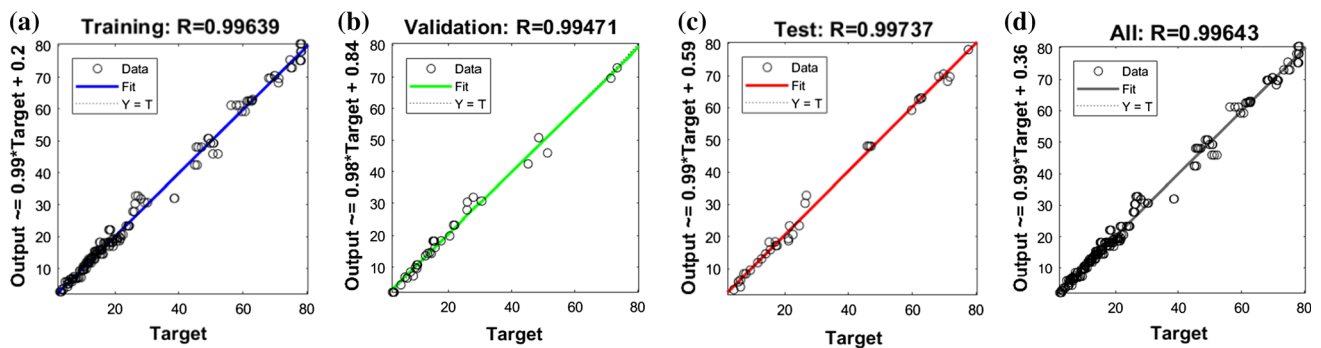 (a)
Training: R=0.99639
Output ~= 0.99*Target + 0.2
80
70
60
50
40
30
20
10
Data
Fit
Y = T
20
40
60
80
Target
(b)
Validation: R=0.99471
Output ~= 0.98*Target + 0.84
80
70
60
50
40
30
20
10
Data
Fit
Y = T
20
40
60
80
Target
(c)
Test: R=0.99737
Output ~= 0.99*Target + 0.59
80
70
60
50
40
30
20
10
Data
Fit
Y = T
20
40
60
80
Target
(d)
All: R=0.99643
Output ~= 0.99*Target + 0.36
80
70
60
50
40
30
20
10
Data
Fit
Y = T
20
40
60
80
Target